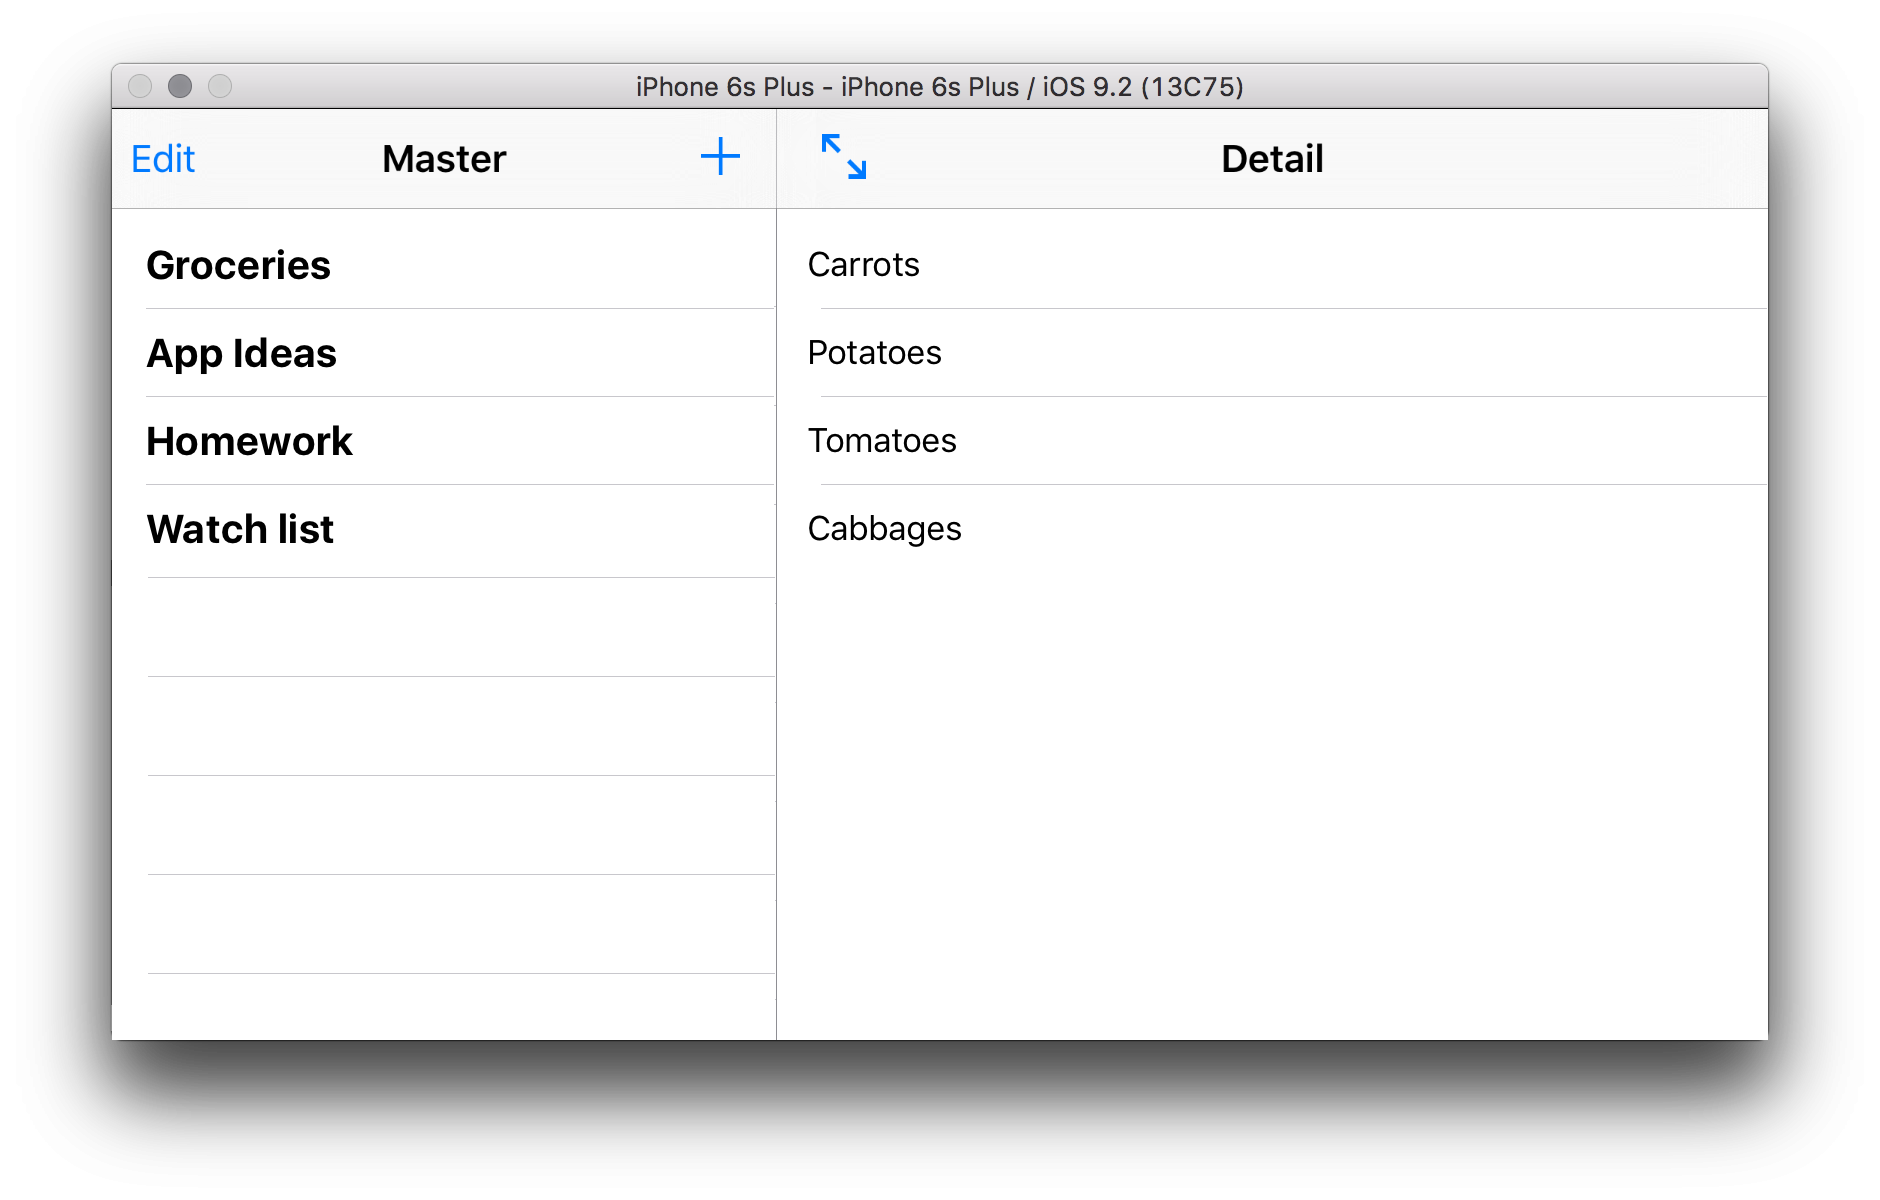 iPhone 6s Plus - iPhone 6s Plus / iOS 9.2 (13C75)
Edit Master
Detail
Groceries
App Ideas
Homework
Watch list
Carrots
Potatoes
Tomatoes
Cabbages